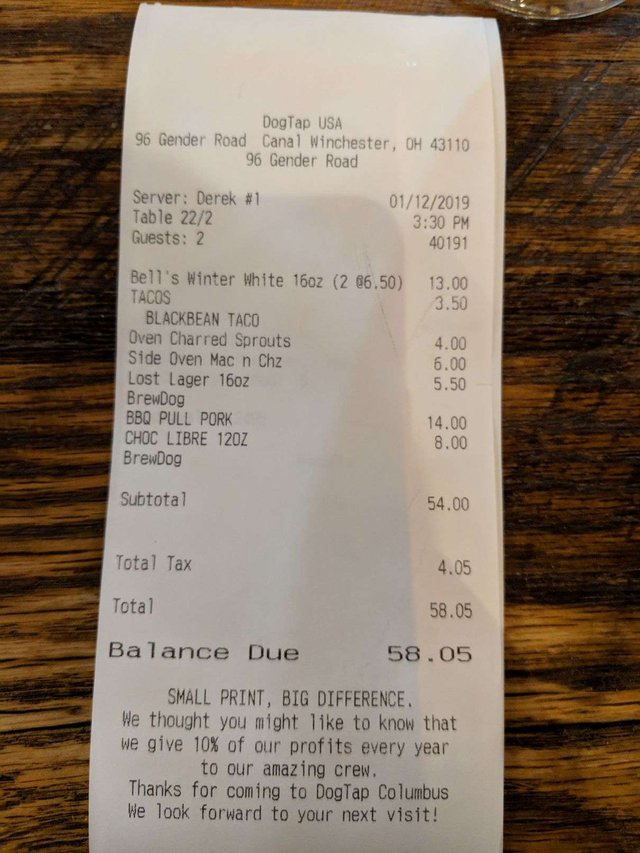 DogTap USA
96 Gender Road Canal Winchester, OH 43110
96 Gender Road
Server: Derek #1 01/12/2019
Table 22/2 3:30 PM
Guests: 2 40191
Bell's Winter White 16oz (2 @6.50) 13.00
TACOS 3.50
BLACKBEAN TACO
Oven Charred Sprouts 4.00
Side Oven Mac n Chz 6.00
Lost Lager 16oz 5.50
BrewDog
BBQ PULL PORK 14.00
CHOC LIBRE 12OZ 8.00
BrewDog
Subtotal 54.00
Total Tax 4.05
Total 58.05
Balance Due 58.05
SMALL PRINT, BIG DIFFERENCE.
We thought you might like to know that
we give 10% of our profits every year
to our amazing crew.
Thanks for coming to DogTap Columbus
We look forward to your next visit!